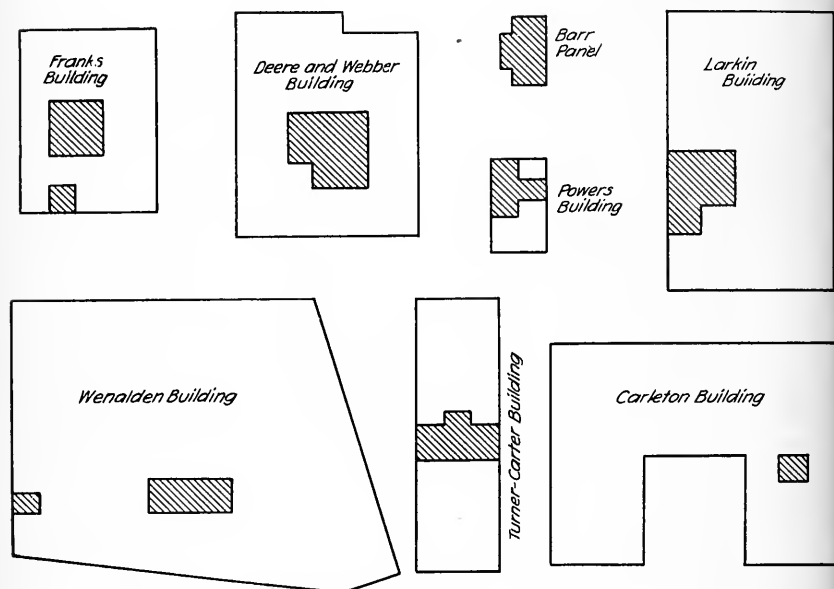 Franks
Building
Deere and Webber
Building
Barr
Panel
Larkin
Building
Powers
Building
Wenalden Building
Turner-Carter Building
Carleton Building